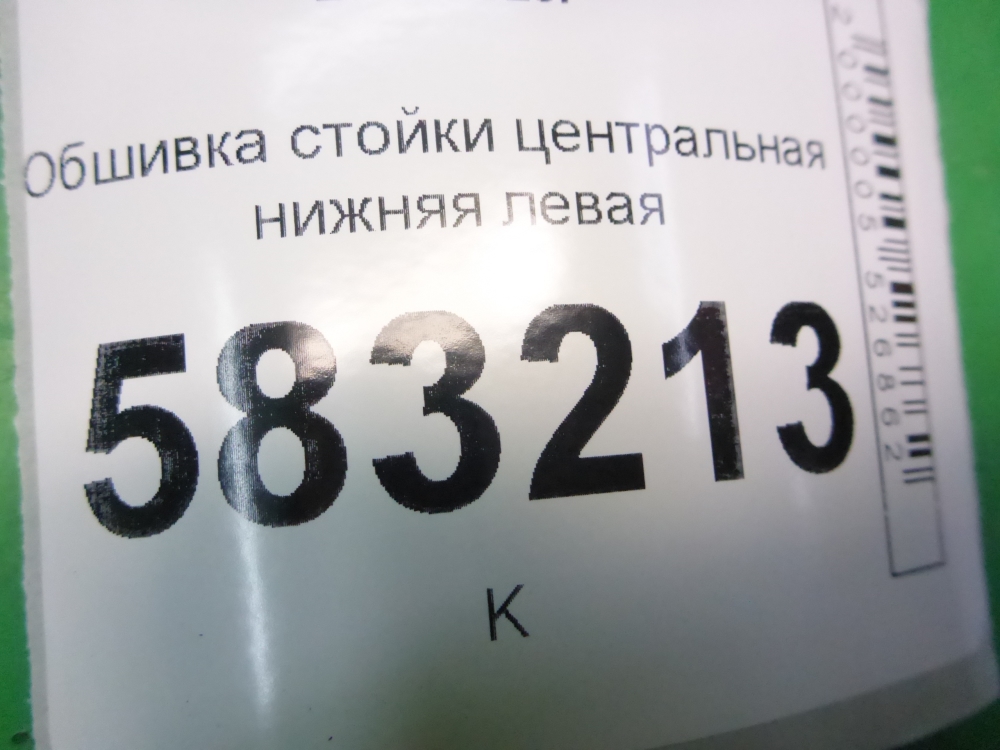 Обшивка стойки центральная
нижняя левая
583213
К
2000005526862